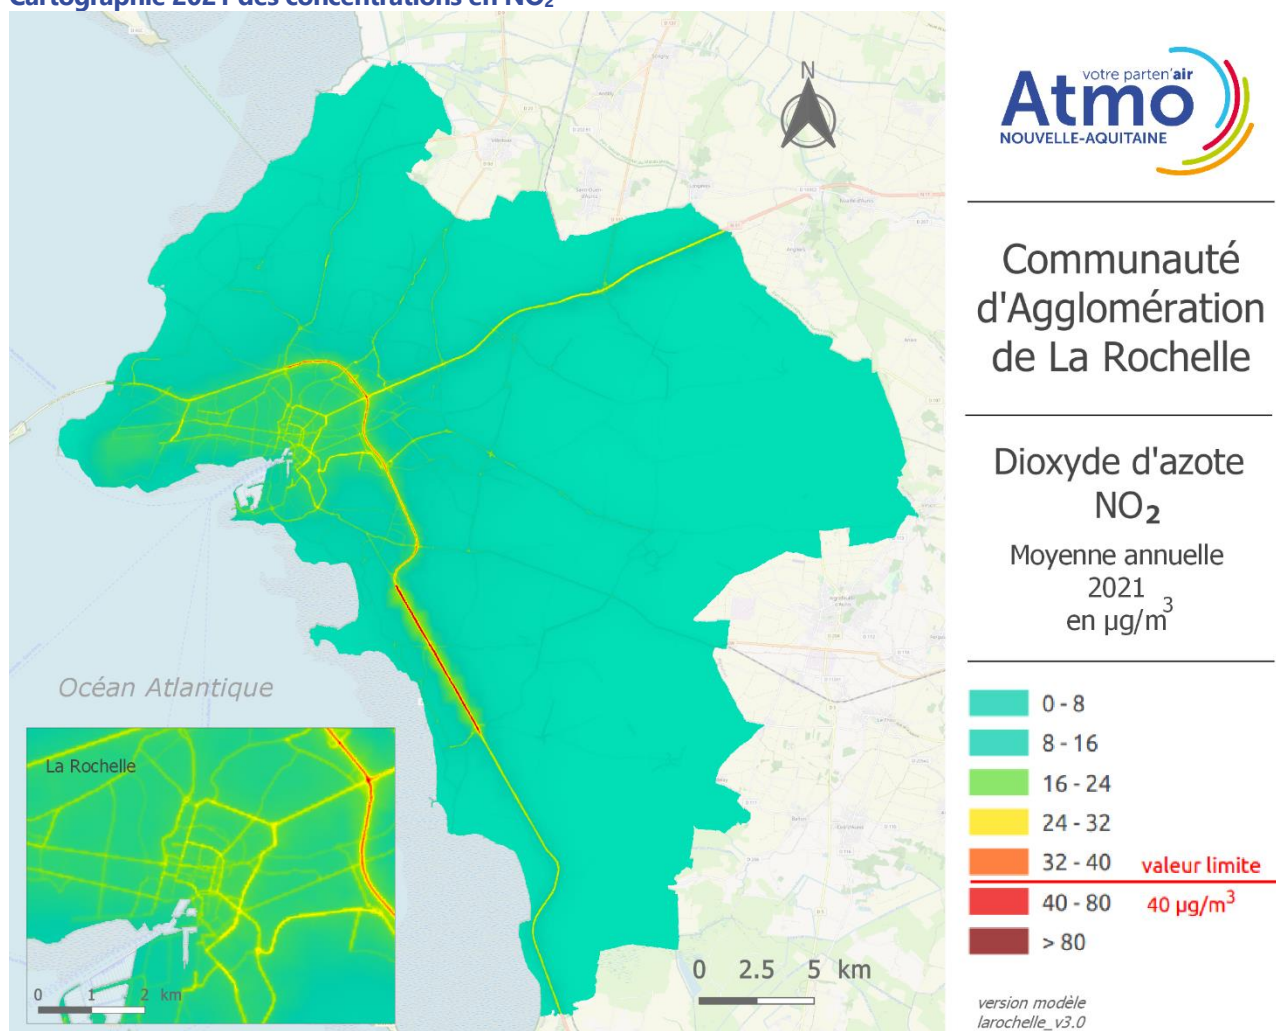 Cartographie 2021 des concentrations en NO₂
N
Océan Atlantique
La Rochelle
0 1 2 km
0 2.5 5 km
votre parten'air
Atmo
NOUVELLE-AQUITAINE
Communauté
d'Agglomération
de La Rochelle
Dioxyde d'azote
NO₂
Moyenne annuelle
2021
en µg/m³
0 - 8
8 - 16
16 - 24
24 - 32
32 - 40 valeur limite
40 - 80 40 µg/m³
> 80
version modèle
larochelle_v3.0